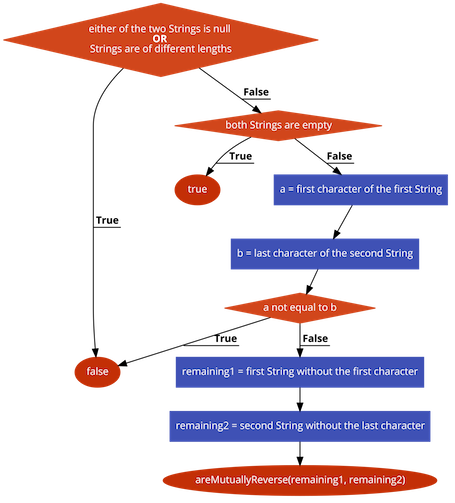 either of the two Strings is null
OR
Strings are of different lengths
False
both Strings are empty
True
False
true
a = first character of the first String
True
b = last character of the second String
a not equal to b
True
False
false
remaining1 = first String without the first character
remaining2 = second String without the last character
areMutuallyReverse(remaining1, remaining2)